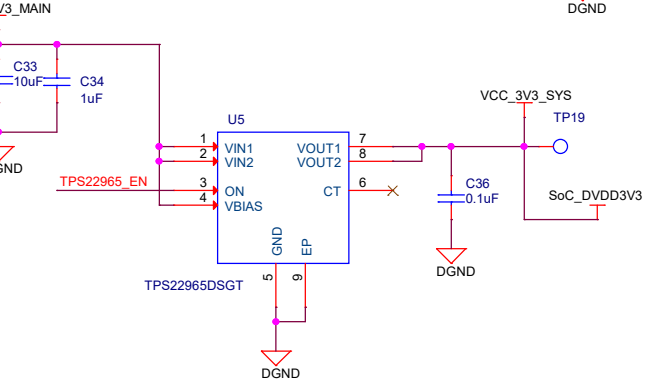 V3_MAIN
DGND
C33
10uF
C34
1uF
GND
U5
VCC_3V3_SYS
TP19
1
VIN1
VOUT1
7
2
VIN2
VOUT2
8
TPS22965_EN
3
ON
CT
6
4
VBIAS
C36
0.1uF
SoC_DVDD3V3
GND
EP
DGND
5
9
TPS22965DSGT
DGND